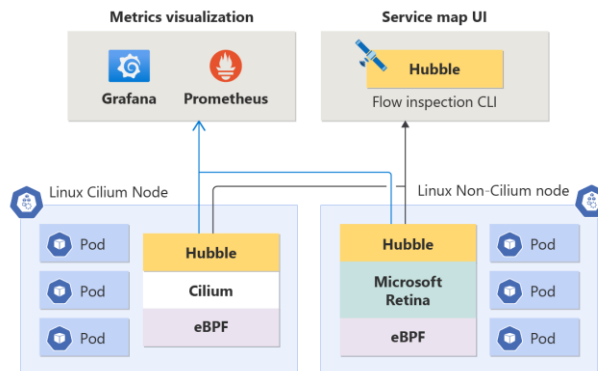 Metrics visualization
Service map UI
Grafana
Prometheus
Hubble
Flow inspection CLI
Linux Cilium Node
Linux Non-Cilium node
Pod
Pod
Pod
Hubble
Cilium
eBPF
Hubble
Microsoft
Retina
eBPF
Pod
Pod
Pod